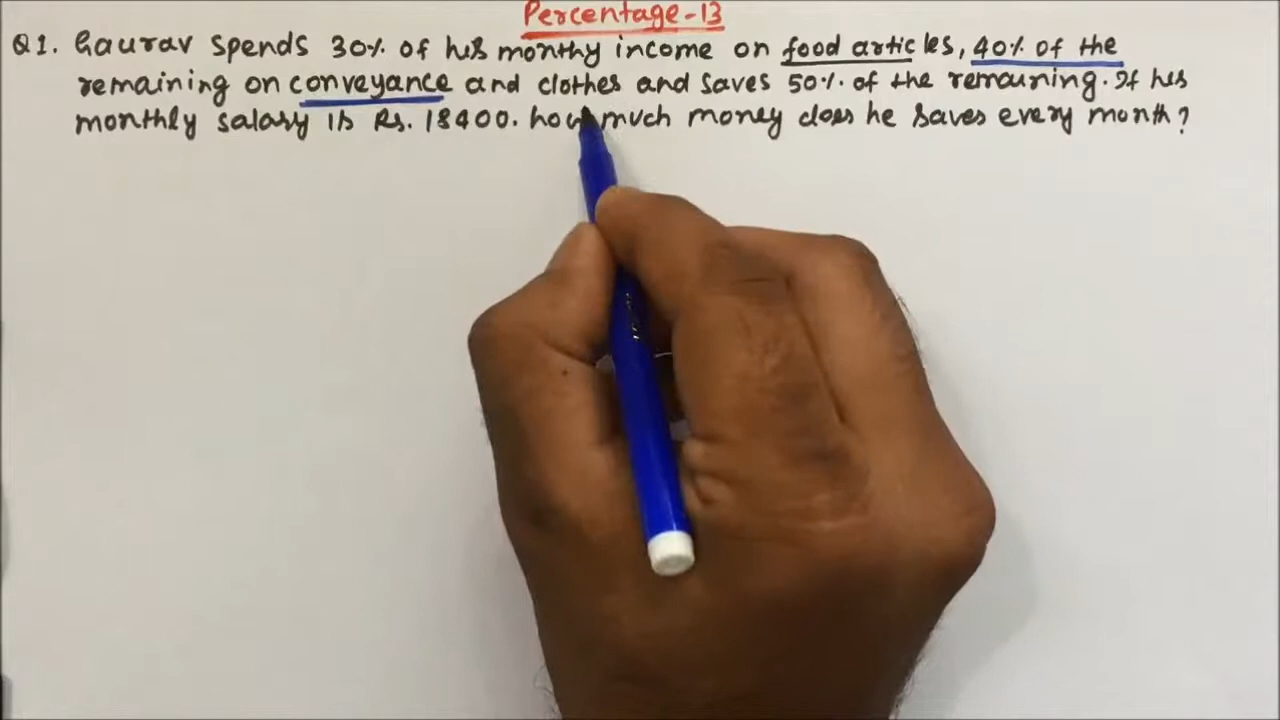 Percentage-13
Q1. Gaurav spends 30% of his monthy income on food articles, 40% of the
remaining on conveyance and clothes and saves 50% of the remaining. If his
monthly salary is Rs. 18400. how much money does he saves every month?